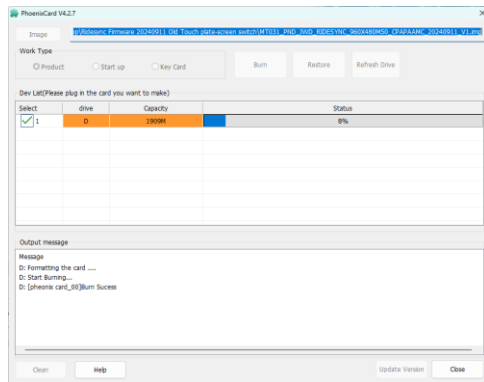 PhoenixCard V4.2.7
Image
op\Ridesync Firmware 20240911 Old Touch plate-screen switch\MT031_PND_JWD_RIDESYNC_960X480M50_CPAPAAMC_20240911_V1.img
Work Type
Product Start up Key Card
Burn Restore Refresh Drive
Dev List(Please plug in the card you want to make)
Select drive Capacity Status
1 D 1909M 8%
Output message
Message
D: Formatting the card ....
D: Start Burning...
D: [pheonix card_00]Burn Sucess
Clean Help Update Version Close